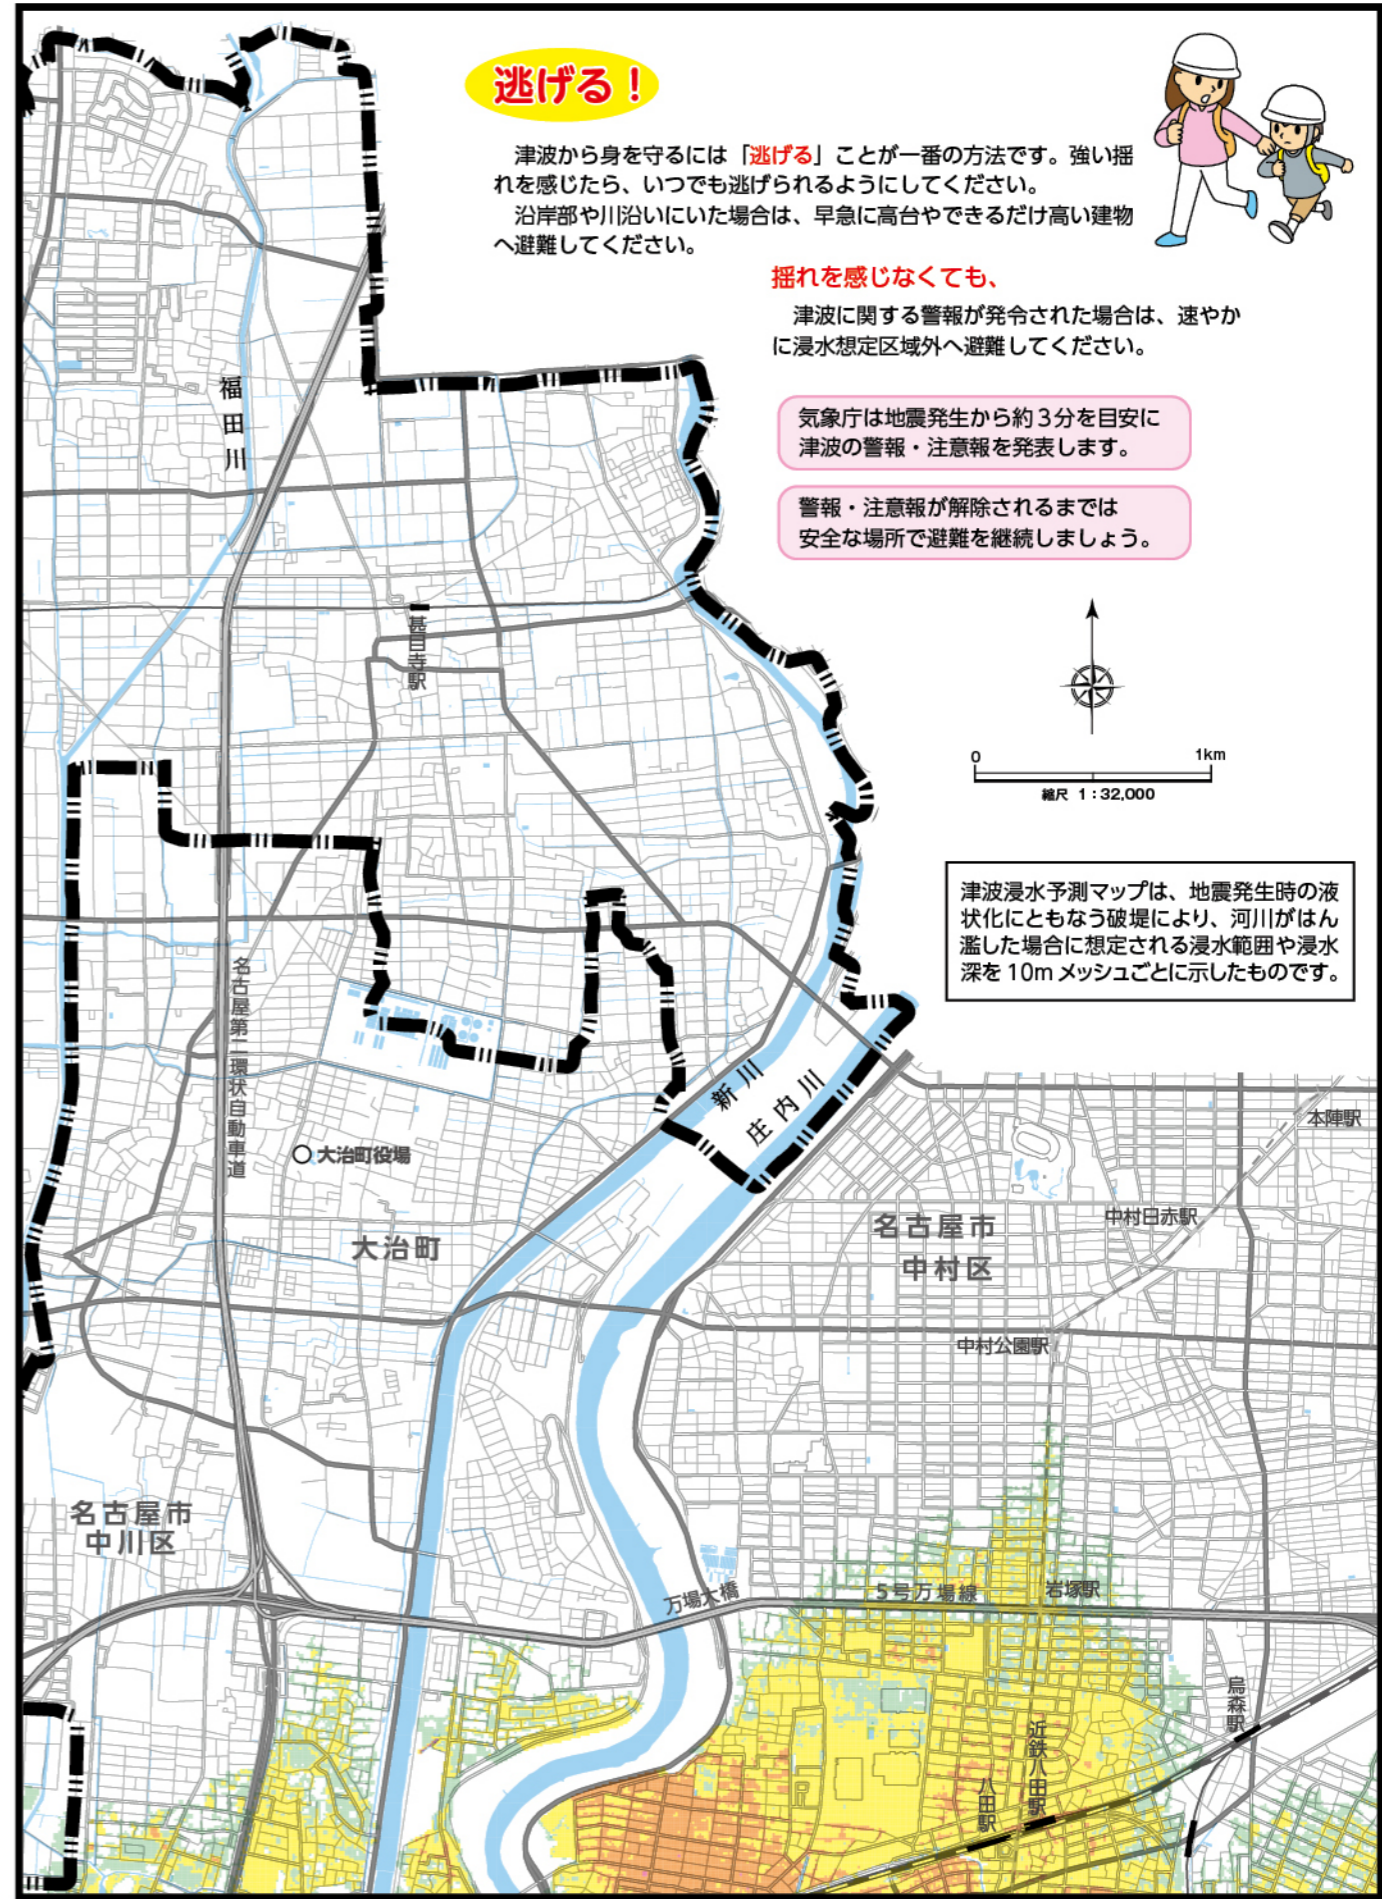 逃げる！
津波から身を守るには「逃げる」ことが一番の方法です。強い揺
れを感じたら、いつでも逃げられるようにしてください。
沿岸部や川沿いにいた場合は、早急に高台やできるだけ高い建物
へ避難してください。
揺れを感じなくても、
津波に関する警報が発令された場合は、速やか
に浸水想定区域外へ避難してください。
気象庁は地震発生から約３分を目安に
津波の警報・注意報を発表します。
警報・注意報が解除されるまでは
安全な場所で避難を継続しましょう。
0 1km
縮尺 1：32,000
津波浸水予測マップは、地震発生時の液
状化にともなう破堤により、河川がはん
濫した場合に想定される浸水範囲や浸水
深を10mメッシュごとに示したものです。
福田川
甚目寺駅
名古屋第二環状自動車道
新川
庄内川
大治町役場
大治町
本陣駅
中村日赤駅
名古屋市
中村区
中村公園駅
名古屋市
中川区
万場大橋
5号万場線
岩塚駅
烏森駅
近鉄八田駅
八田駅